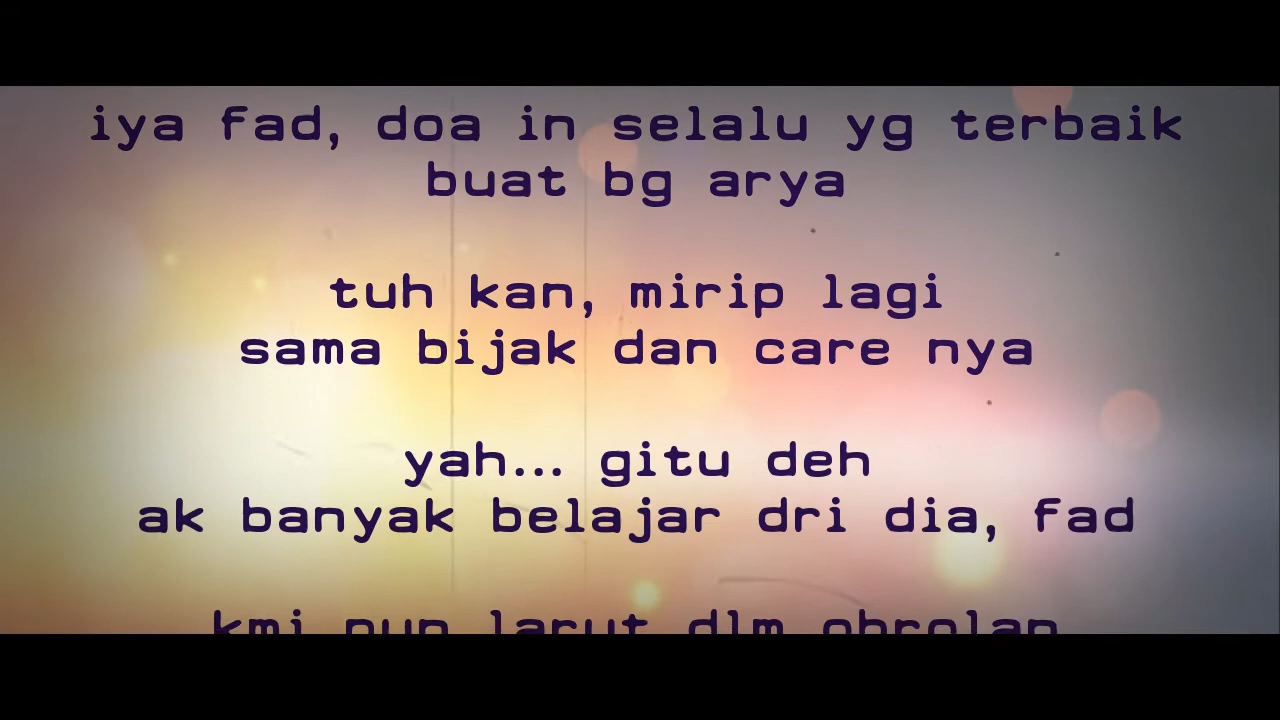 iya fad, doa in selalu yg terbaik
buat bg arya
tuh kan, mirip lagi
sama bijak dan care nya
yah... gitu deh
ak banyak belajar dri dia, fad
kmi pun larut dlm obrolan